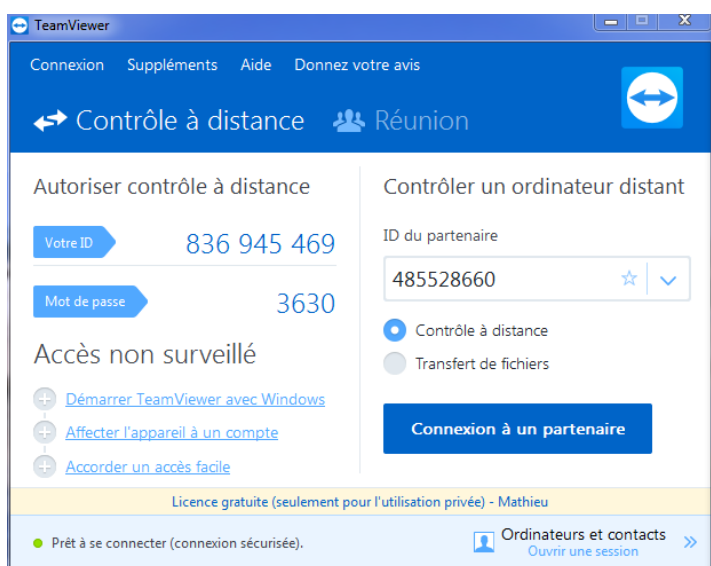 TeamViewer
Connexion Suppléments Aide Donnez votre avis
Contrôle à distance Réunion
Autoriser contrôle à distance
Votre ID 836 945 469
Mot de passe 3630
Accès non surveillé
Démarrer TeamViewer avec Windows
Affecter l'appareil à un compte
Accorder un accès facile
Contrôler un ordinateur distant
ID du partenaire
485528660
Contrôle à distance
Transfert de fichiers
Connexion à un partenaire
Licence gratuite (seulement pour l'utilisation privée) - Mathieu
Prêt à se connecter (connexion sécurisée).
Ordinateurs et contacts
Ouvrir une session